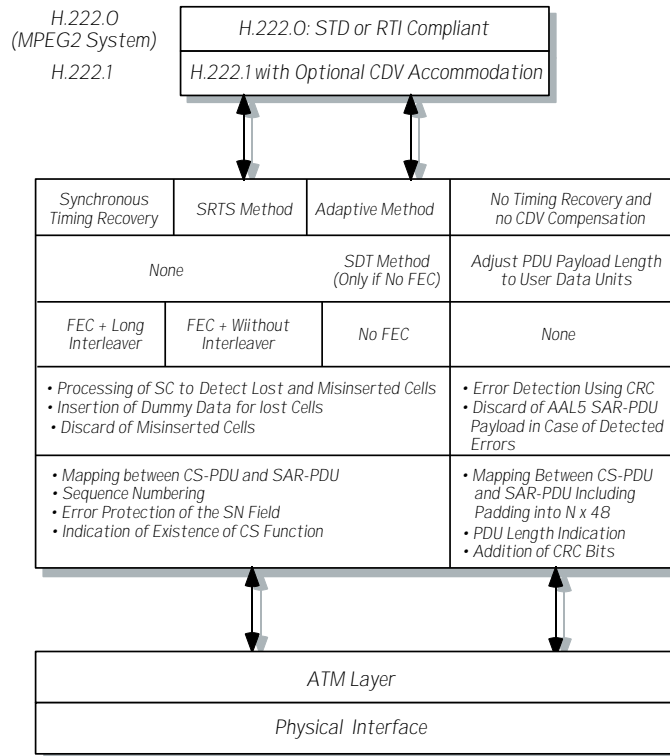 H.222.0
(MPEG2 System)
H.222.1
H.222.0: STD or RTI Compliant
H.222.1 with Optional CDV Accommodation
Synchronous
Timing Recovery
SRTS Method
Adaptive Method
No Timing Recovery and
no CDV Compensation
None
SDT Method
(Only if No FEC)
Adjust PDU Payload Length
to User Data Units
FEC + Long
Interleaver
FEC + Wiithout
Interleaver
No FEC
None
• Processing of SC to Detect Lost and Misinserted Cells
• Insertion of Dummy Data for lost Cells
• Discard of Misinserted Cells
• Error Detection Using CRC
• Discard of AAL5 SAR-PDU
Payload in Case of Detected
Errors
• Mapping between CS-PDU and SAR-PDU
• Sequence Numbering
• Error Protection of the SN Field
• Indication of Existence of CS Function
• Mapping Between CS-PDU
and SAR-PDU Including
Padding into N x 48
• PDU Length Indication
• Addition of CRC Bits
ATM Layer
Physical Interface